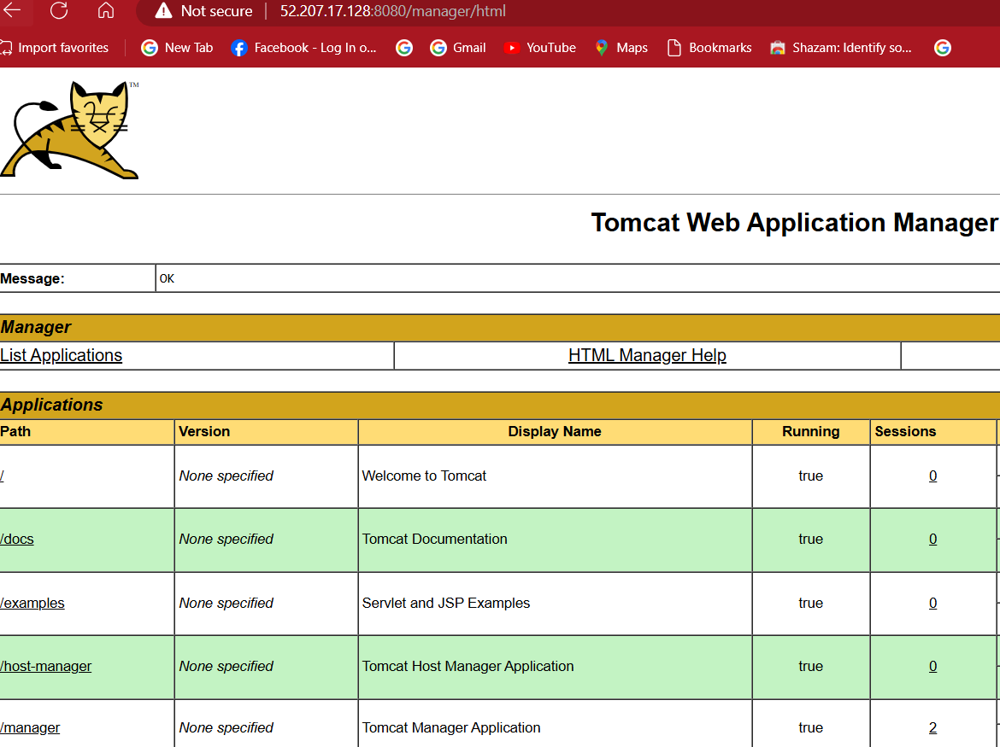 Not secure 52.207.17.128:8080/manager/html
Import favorites New Tab Facebook - Log In o... Gmail YouTube Maps Bookmarks Shazam: Identify so...
TM
Tomcat Web Application Manager
Message: OK
Manager
List Applications HTML Manager Help
Applications
Path Version Display Name Running Sessions
/ None specified Welcome to Tomcat true 0
/docs None specified Tomcat Documentation true 0
/examples None specified Servlet and JSP Examples true 0
/host-manager None specified Tomcat Host Manager Application true 0
/manager None specified Tomcat Manager Application true 2